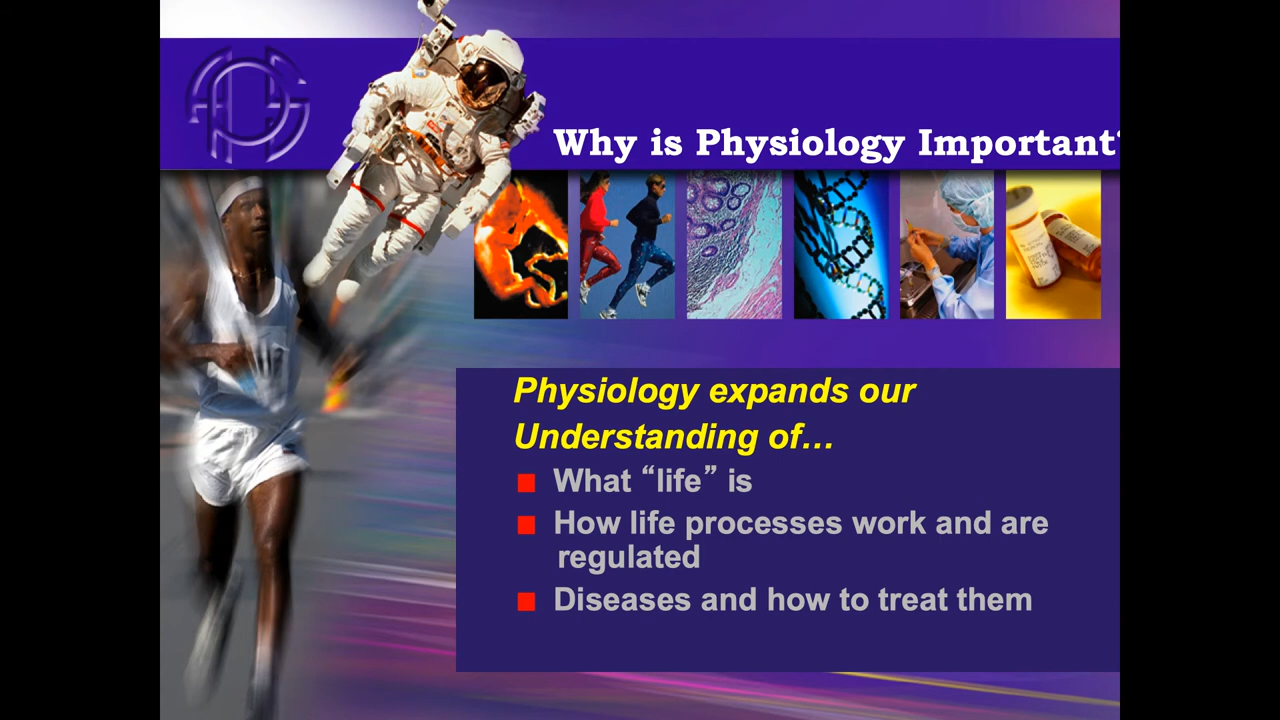 Why is Physiology Important?
Physiology expands our
Understanding of…
What “life” is
How life processes work and are
regulated
Diseases and how to treat them